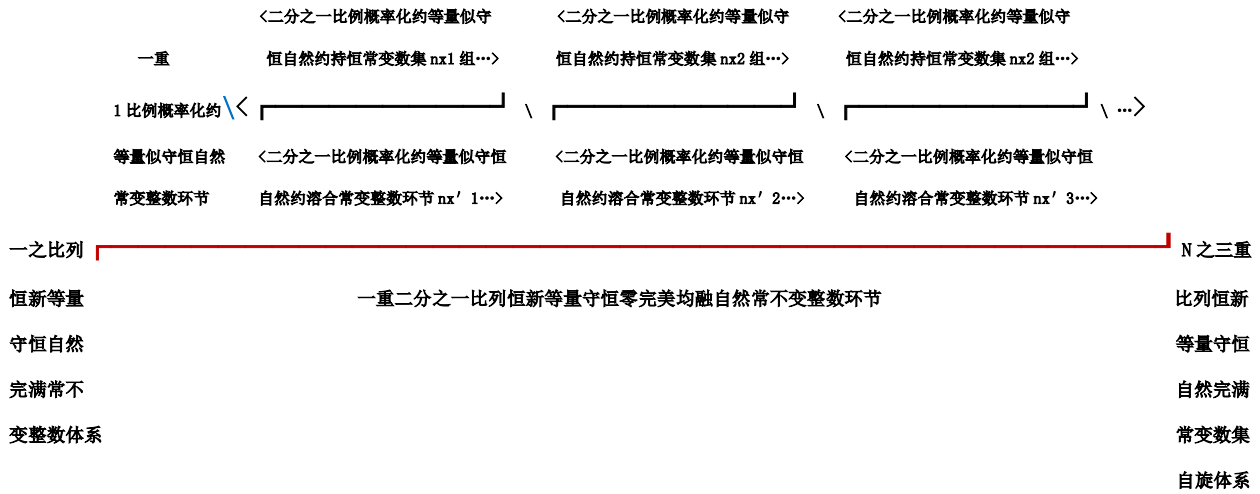 <二分之一比例概率化约等量似守 <二分之一比例概率化约等量似守 <二分之一比例概率化约等量似守
一重 恒自然约持恒常变数集 nx1 组…> 恒自然约持恒常变数集 nx2 组…> 恒自然约持恒常变数集 nx2 组…>
1 比例概率化约 \< \ \ \ …>
等量似守恒自然 <二分之一比例概率化约等量似守恒 <二分之一比例概率化约等量似守恒 <二分之一比例概率化约等量似守恒
常变整数环节 自然约溶合常变整数环节 nx′1…> 自然约溶合常变整数环节 nx′2…> 自然约溶合常变整数环节 nx′3…>
一之比列 N 之三重
恒新等量 一重二分之一比列恒新等量守恒零完美均融自然常不变整数环节 比列恒新
守恒自然 等量守恒
完满常不 自然完满
变整数体系 常变数集
自旋体系